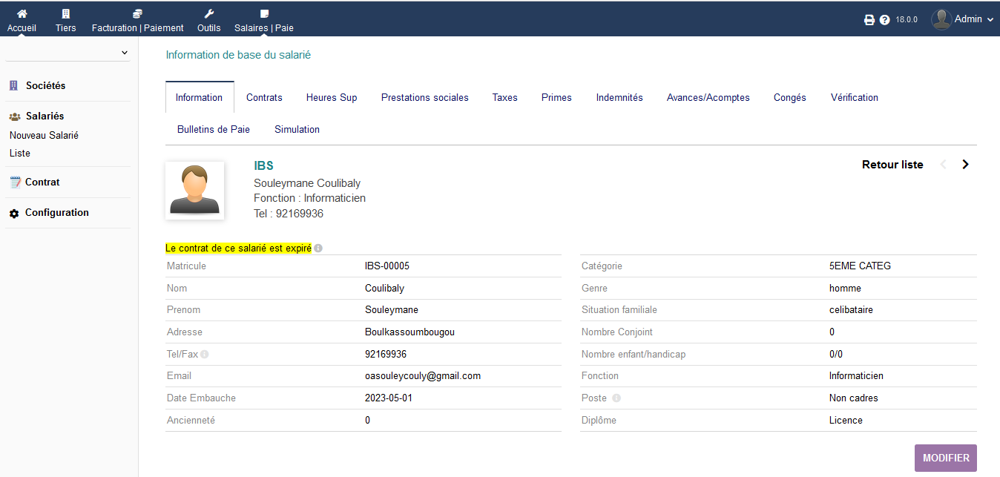 Accueil Tiers Facturation | Paiement Outils Salaires | Paie 18.0.0 Admin
Sociétés
Salariés
Nouveau Salarié
Liste
Contrat
Configuration
Information de base du salarié
Information Contrats Heures Sup Prestations sociales Taxes Primes Indemnités Avances/Acomptes Congés Vérification
Bulletins de Paie Simulation
IBS
Souleymane Coulibaly
Fonction : Informaticien
Tel : 92169936
Retour liste
Le contrat de ce salarié est expiré
Matricule IBS-00005
Nom Coulibaly
Prenom Souleymane
Adresse Boulkassoumbougou
Tel/Fax 92169936
Email oasouleycouly@gmail.com
Date Embauche 2023-05-01
Ancienneté 0
Catégorie 5EME CATEG
Genre homme
Situation familiale celibataire
Nombre Conjoint 0
Nombre enfant/handicap 0/0
Fonction Informaticien
Poste Non cadres
Diplôme Licence
MODIFIER